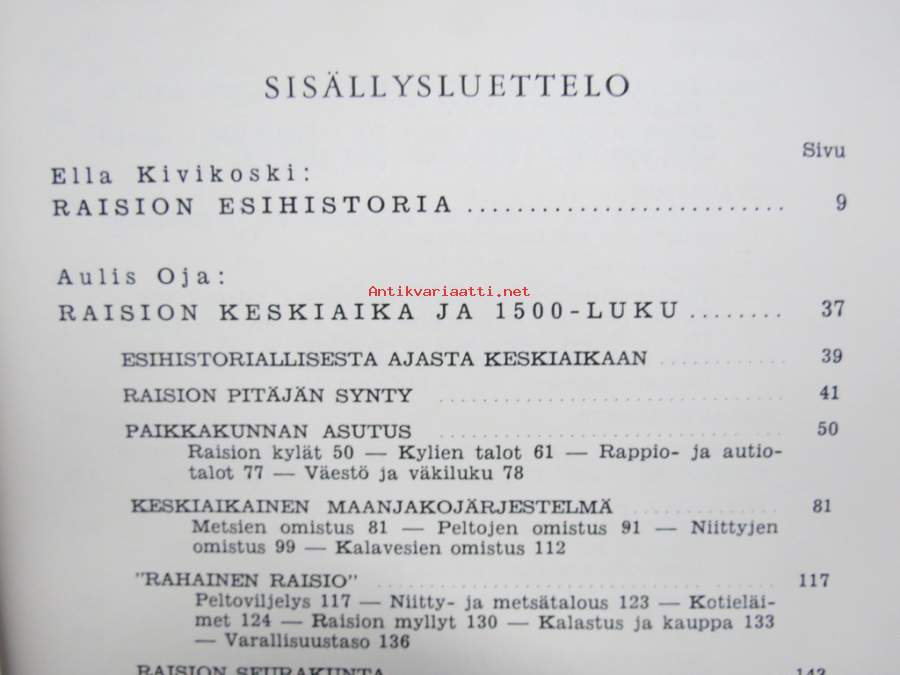 SISÄLLYSLUETTELO
Sivu
Ella Kivikoski:
RAISION ESIHISTORIA ........................... 9
Aulis Oja:
Antikvariaatti.net
RAISION KESKIAIKA JA 1500-LUKU ........ 37
ESIHISTORIALLISESTA AJASTA KESKIAIKAAN ........... 39
RAISION PITÄJÄN SYNTY ............................. 41
PAIKKAKUNNAN ASUTUS ............................. 50
Raision kylät 50 — Kylien talot 61 — Rappio- ja autio-
talot 77 — Väestö ja väkiluku 78
KESKIAIKAINEN MAANJAKOJÄRJESTELMÄ ............. 81
Metsien omistus 81 — Peltojen omistus 91 — Niittyjen
omistus 99 — Kalavesien omistus 112
"RAHAINEN RAISIO" ................................. 117
Peltoviljelys 117 — Niitty- ja metsätalous 123 — Kotieläi-
met 124 — Raision myllyt 130 — Kalastus ja kauppa 133
— Varallisuustaso 136
RAISION SEURAKUNTA 143